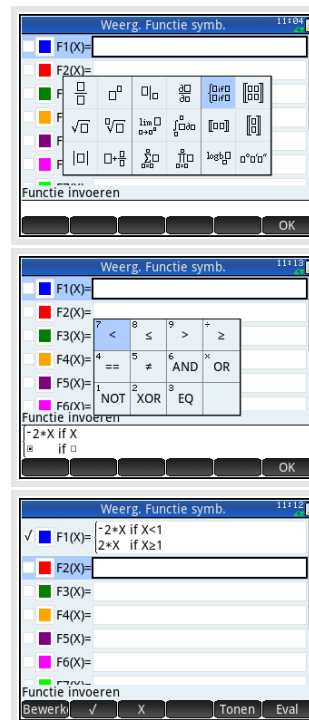 Weerg. Functie symb. 11:04
F1(X)=
F2(X)=
F
F
F
F
√□ lim
|□| logb□ □°□'□"
Functie invoeren
OK
Weerg. Functie symb. 11:13
F1(X)=
F2(X)=
F3(X)= 7 < 8 ≤ 9 > ÷ ≥
F4(X)= 4 == 5 ≠ 6 AND × OR
F5(X)=
F6(X)= 1 NOT 2 XOR 3 EQ
Functie invoeren
-2*X if X
if □
OK
Weerg. Functie symb. 11:12
√ F1(X)= -2*X if X<1
2*X if X≥1
F2(X)=
F3(X)=
F4(X)=
F5(X)=
F6(X)=
Functie invoeren
Bewerk √ X Tonen Eval